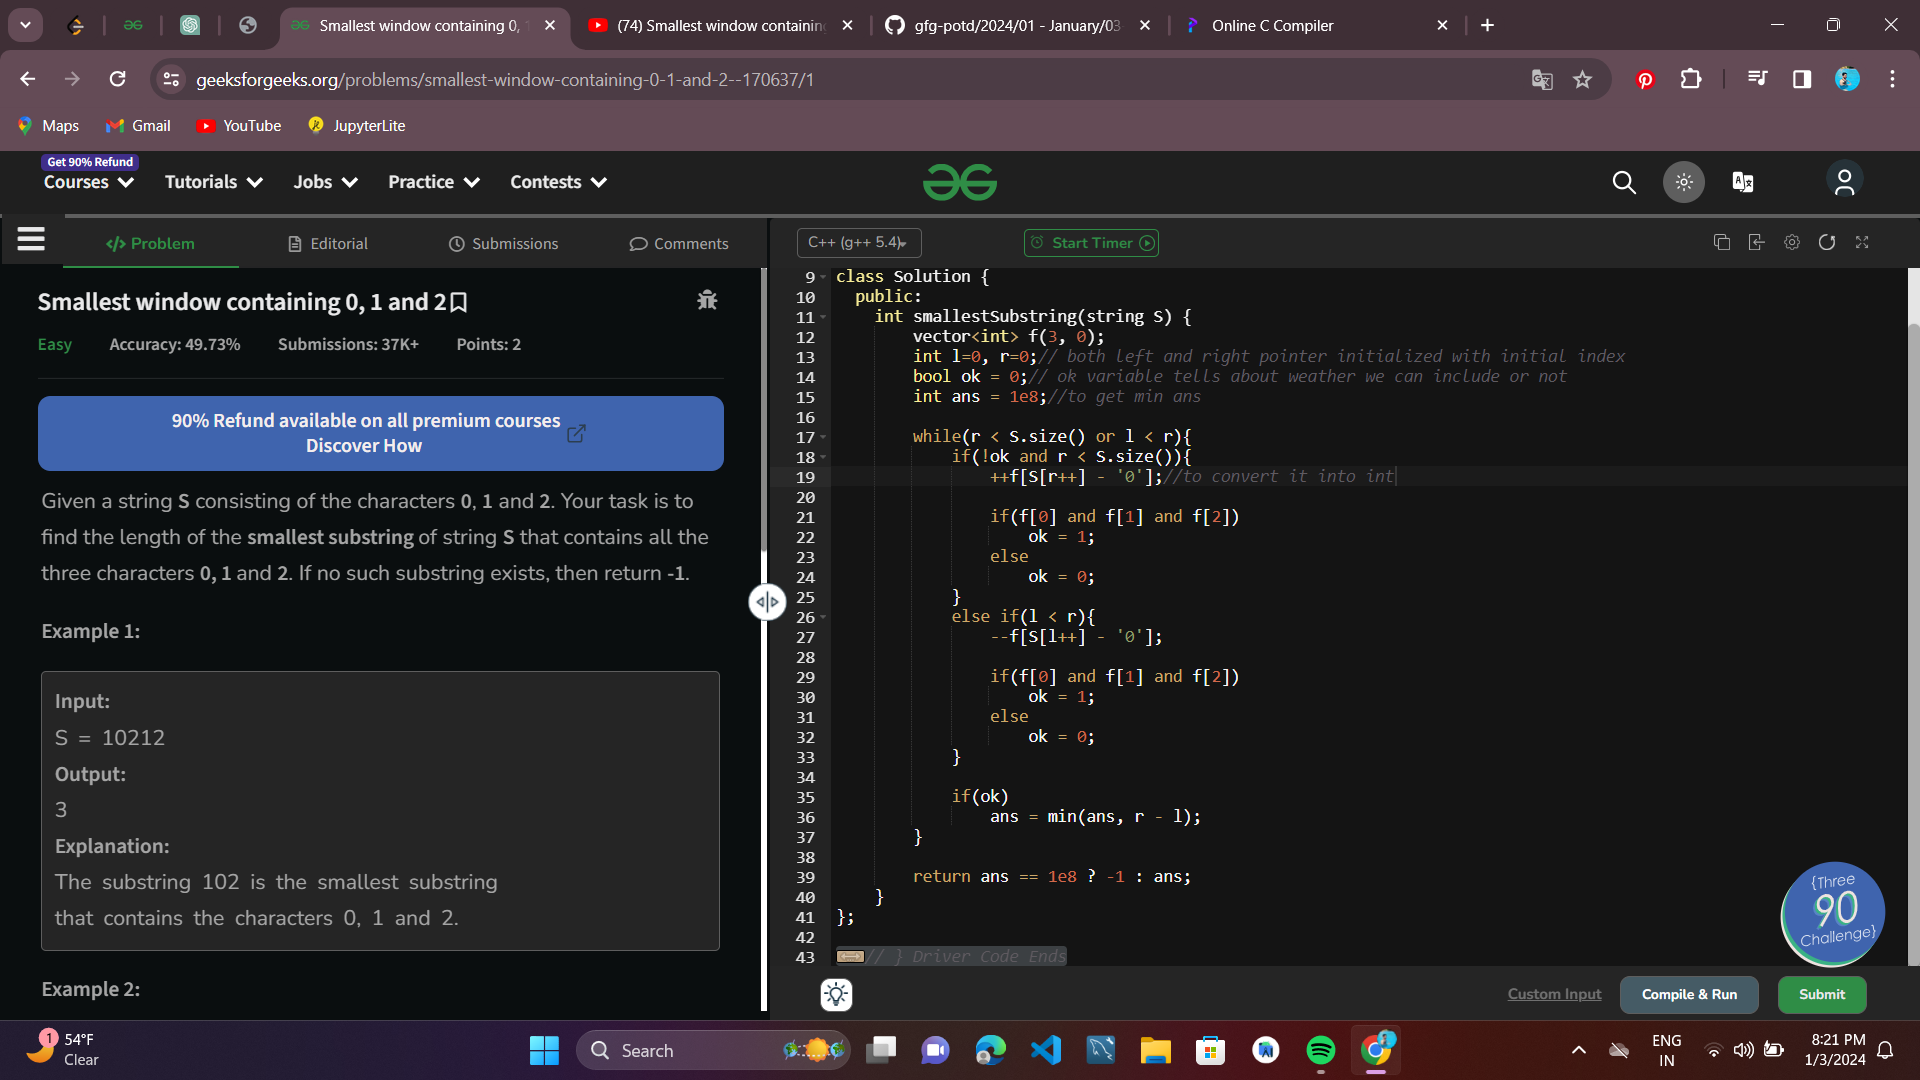 Smallest window containing 0, 1
(74) Smallest window containin
gfg-potd/2024/01 - January/03
Online C Compiler
geeksforgeeks.org/problems/smallest-window-containing-0-1-and-2--170637/1
Maps
Gmail
YouTube
JupyterLite
Get 90% Refund
Courses
Tutorials
Jobs
Practice
Contests
</> Problem
Editorial
Submissions
Comments
C++ (g++ 5.4)
Start Timer
Smallest window containing 0, 1 and 2
Easy
Accuracy: 49.73%
Submissions: 37K+
Points: 2
90% Refund available on all premium courses
Discover How
Given a string S consisting of the characters 0, 1 and 2. Your task is to
find the length of the smallest substring of string S that contains all the
three characters 0, 1 and 2. If no such substring exists, then return -1.
Example 1:
Input:
S = 10212
Output:
3
Explanation:
The substring 102 is the smallest substring
that contains the characters 0, 1 and 2.
Example 2:
9 class Solution {
10 public:
11 int smallestSubstring(string S) {
12 vector<int> f(3, 0);
13 int l=0, r=0;// both left and right pointer initialized with initial index
14 bool ok = 0;// ok variable tells about weather we can include or not
15 int ans = 1e8;//to get min ans
16
17 while(r < S.size() or l < r){
18 if(!ok and r < S.size()){
19 ++f[S[r++] - '0'];//to convert it into int
20
21 if(f[0] and f[1] and f[2])
22 ok = 1;
23 else
24 ok = 0;
25 }
26 else if(l < r){
27 --f[S[l++] - '0'];
28
29 if(f[0] and f[1] and f[2])
30 ok = 1;
31 else
32 ok = 0;
33 }
34
35 if(ok)
36 ans = min(ans, r - l);
37 }
38
39 return ans == 1e8 ? -1 : ans;
40 }
41 };
42
43 // } Driver Code Ends
{Three
90
Challenge}
Custom Input
Compile & Run
Submit
1
54°F
Clear
Search
ENG
IN
8:21 PM
1/3/2024